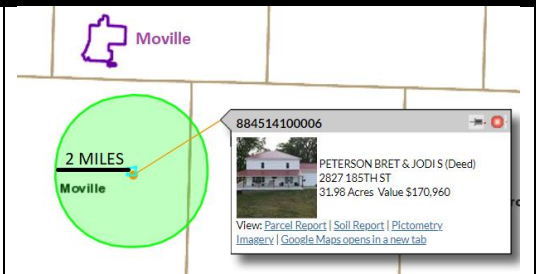 Moville
2 MILES
Moville
884514100006
PETERSON BRET & JODI S (Deed)
2827 185TH ST
31.98 Acres Value $170,960
View: Parcel Report | Soil Report | Pictometry
Imagery | Google Maps opens in a new tab